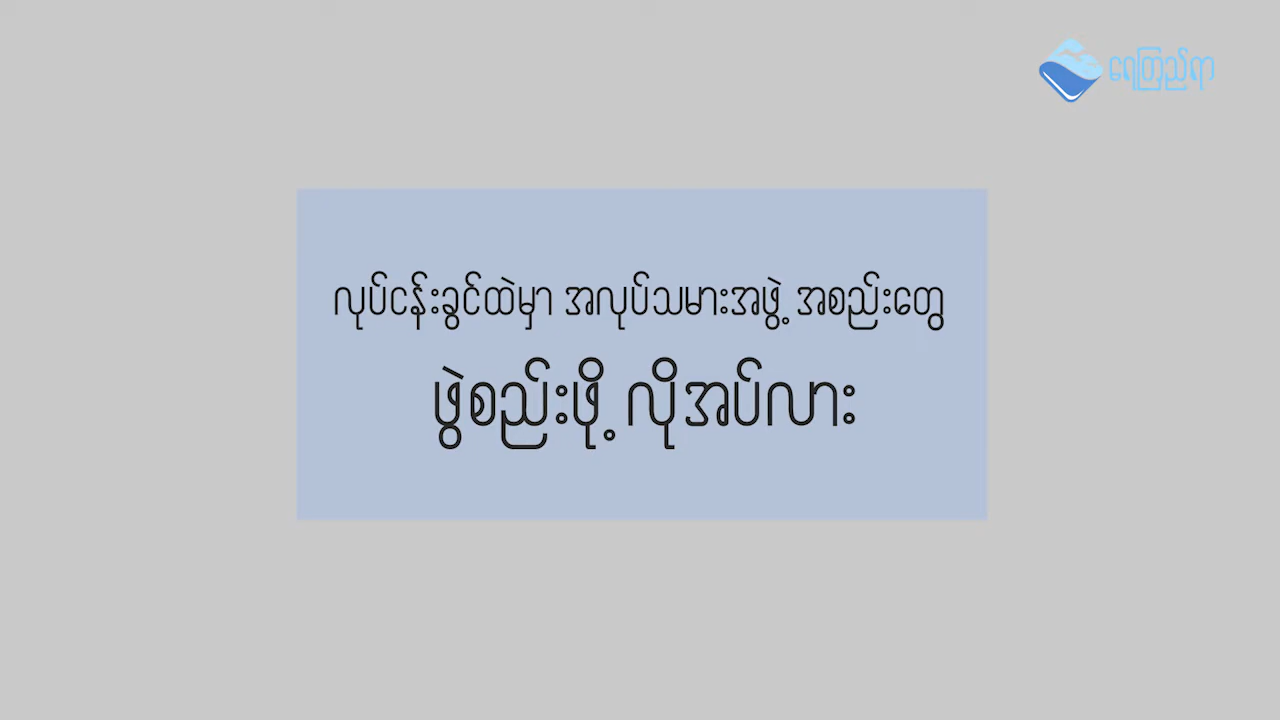 ရေကြည်ရာ
လုပ်ငန်းခွင်ထဲမှာ အလုပ်သမားအဖွဲ့ အစည်းတွေ
ဖွဲစည်းဖို့ လိုအပ်လား